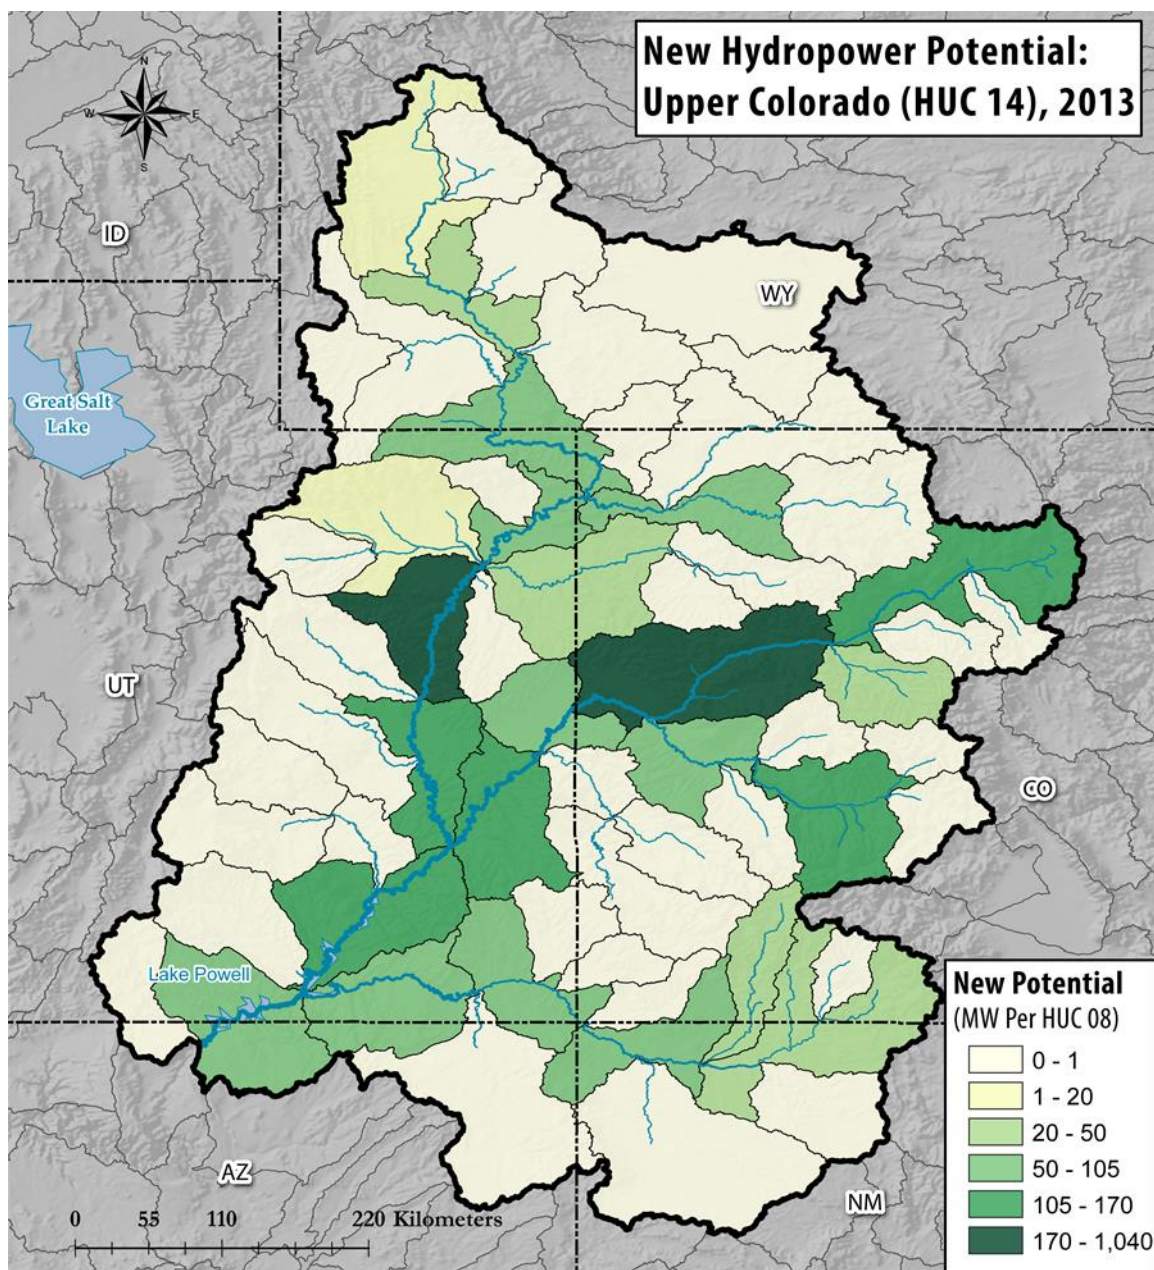 New Hydropower Potential:
Upper Colorado (HUC 14), 2013
N
W
E
S
ID
WY
Great Salt
Lake
UT
CO
Lake Powell
AZ
NM
New Potential
(MW Per HUC 08)
0 - 1
1 - 20
20 - 50
50 - 105
105 - 170
170 - 1,040
0 55 110 220 Kilometers